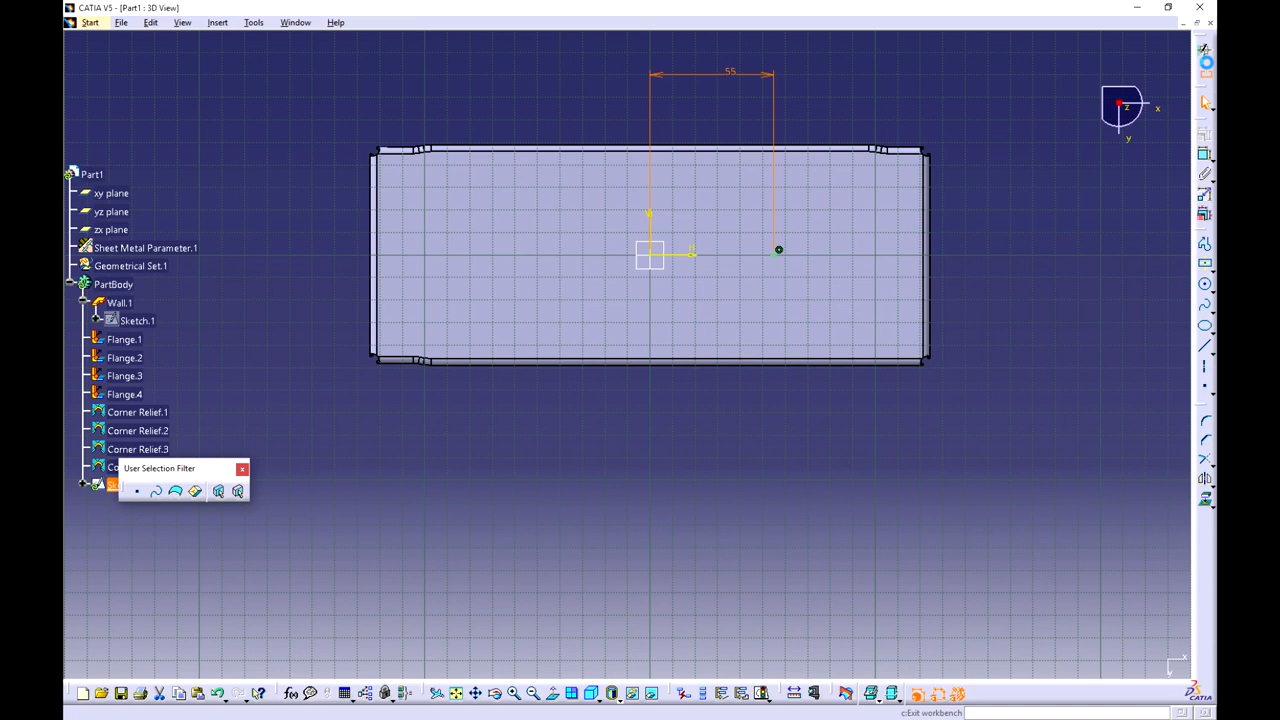 CATIA V5 - [Part1 : 3D View]
Start File Edit View Insert Tools Window Help
55
x
z
y
Part1
xy plane
yz plane
zx plane
Sheet Metal Parameter.1
Geometrical Set.1
PartBody
Wall.1
Sketch.1
Flange.1
Flange.2
Flange.3
Flange.4
Corner Relief.1
Corner Relief.2
Corner Relief.3
Co
User Selection Filter
V
H
x
f(x)
CATIA
c:Exit workbench